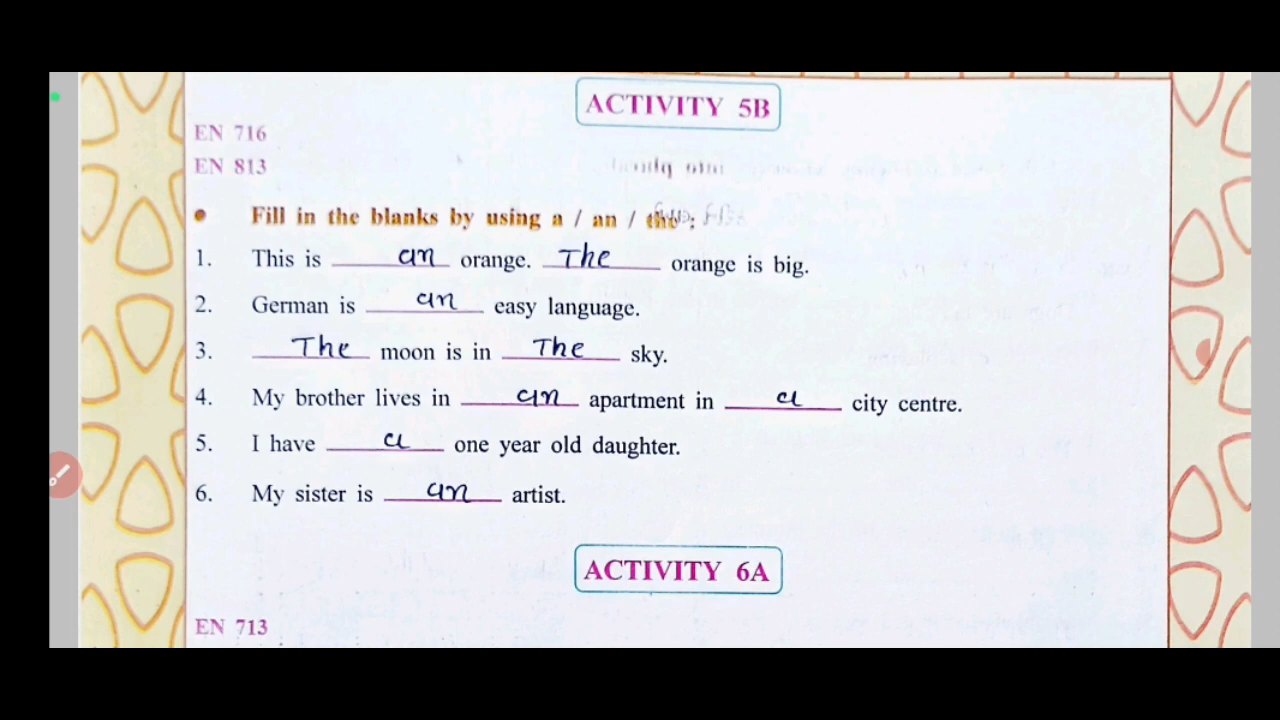 ACTIVITY 5B
EN 716
EN 813
• Fill in the blanks by using a / an / the :
1. This is an orange. The orange is big.
2. German is an easy language.
3. The moon is in The sky.
4. My brother lives in an apartment in a city centre.
5. I have a one year old daughter.
6. My sister is an artist.
ACTIVITY 6A
EN 713